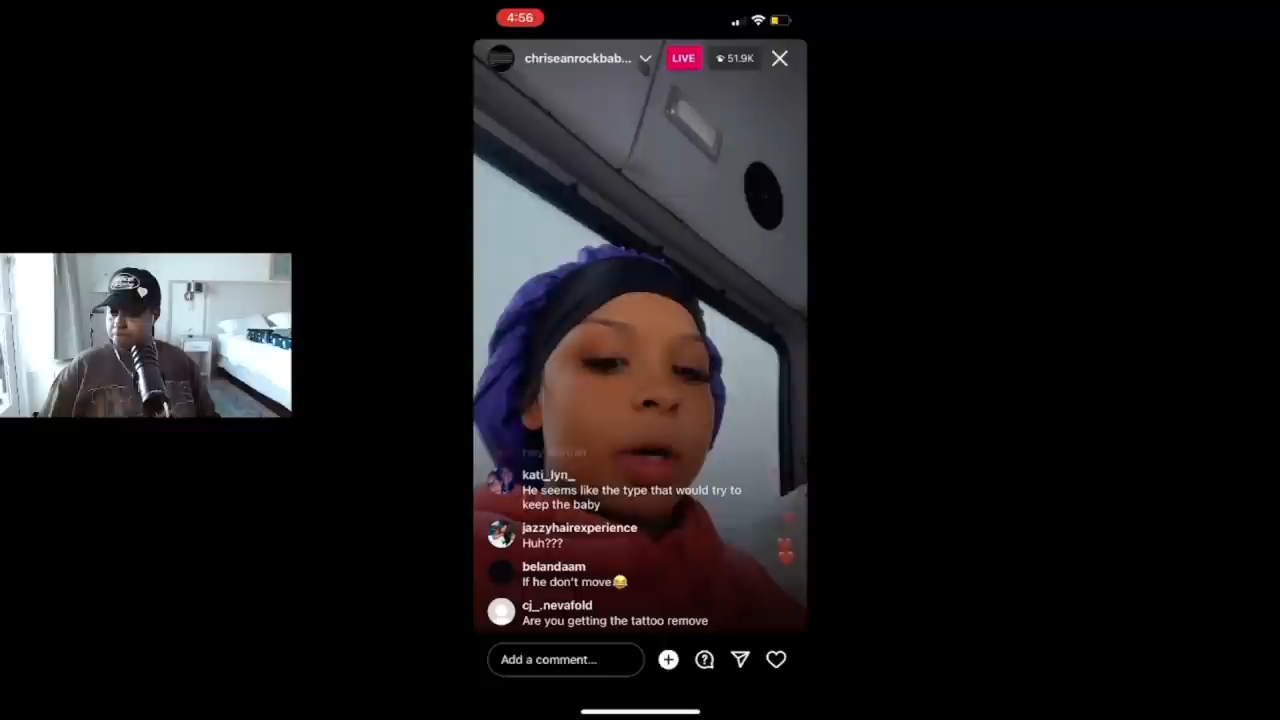 4:56
chriseanrockbab...
LIVE
51.9K
kati_lyn_
He seems like the type that would try to
keep the baby
jazzyhairexperience
Huh???
belandaam
If he don't move😂
cj_.nevafold
Are you getting the tattoo remove
Add a comment...